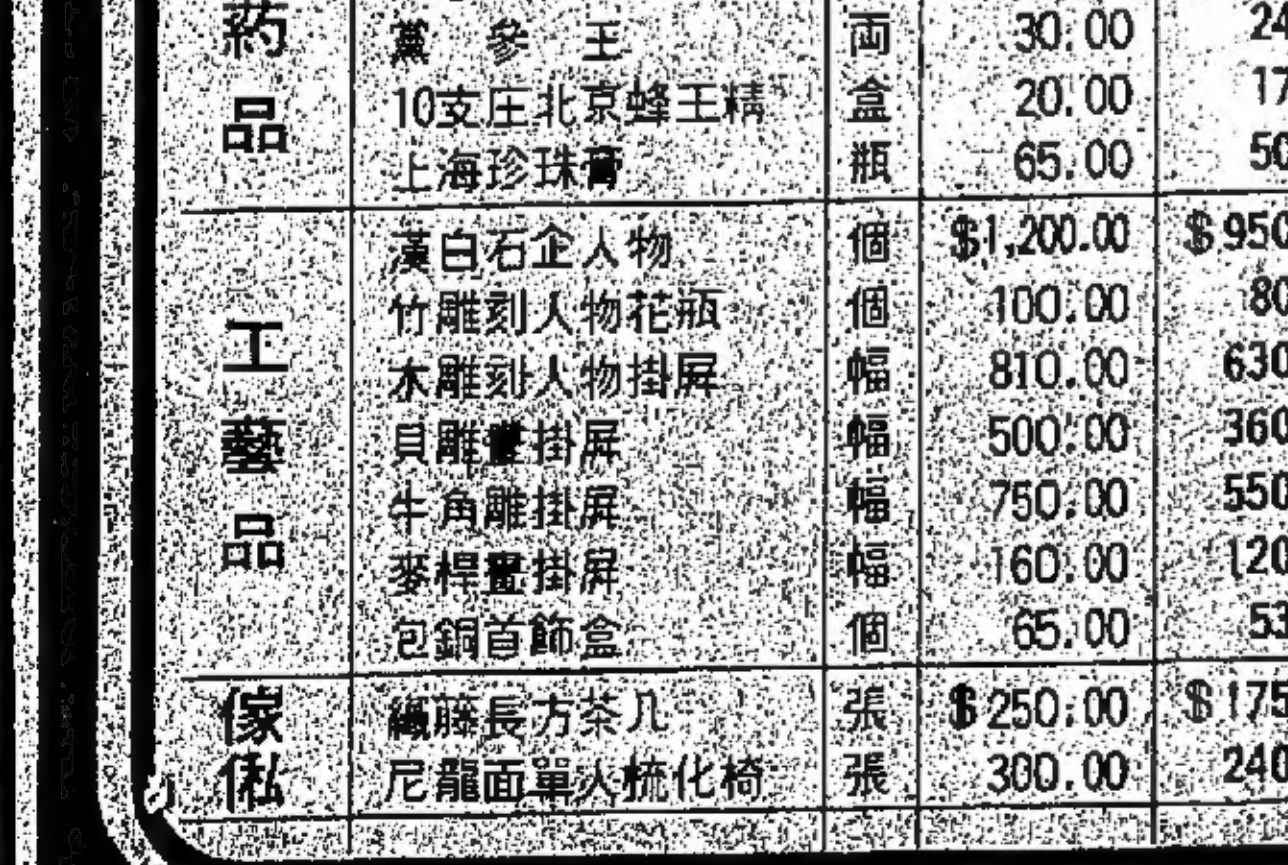 药品
黨參王 両 30.00 24
10支庄北京蜂王精 盒 20.00 17
上海珍珠膏 瓶 65.00 50
工藝品
漢白石企人物 個 $1,200.00 $950
竹雕刻人物花瓶 個 100.00 80
木雕刻人物掛屏 幅 810.00 630
貝雕畫掛屏 幅 500.00 360
牛角雕掛屏 幅 750.00 550
麥桿畫掛屏 幅 160.00 120
包銅首飾盒 個 65.00 53
傢俬
織藤長方茶几 張 $250.00 $175
尼龍面單人梳化椅 張 300.00 240